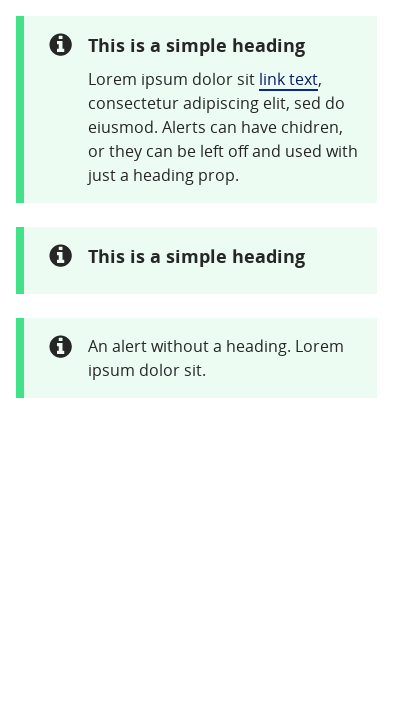 This is a simple heading
Lorem ipsum dolor sit link text,
consectetur adipiscing elit, sed do
eiusmod. Alerts can have chidren,
or they can be left off and used with
just a heading prop.
This is a simple heading
An alert without a heading. Lorem
ipsum dolor sit.